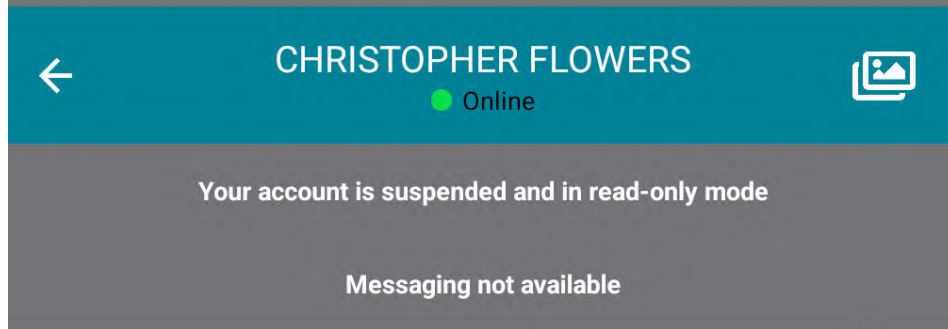 CHRISTOPHER FLOWERS
Online
Your account is suspended and in read-only mode
Messaging not available